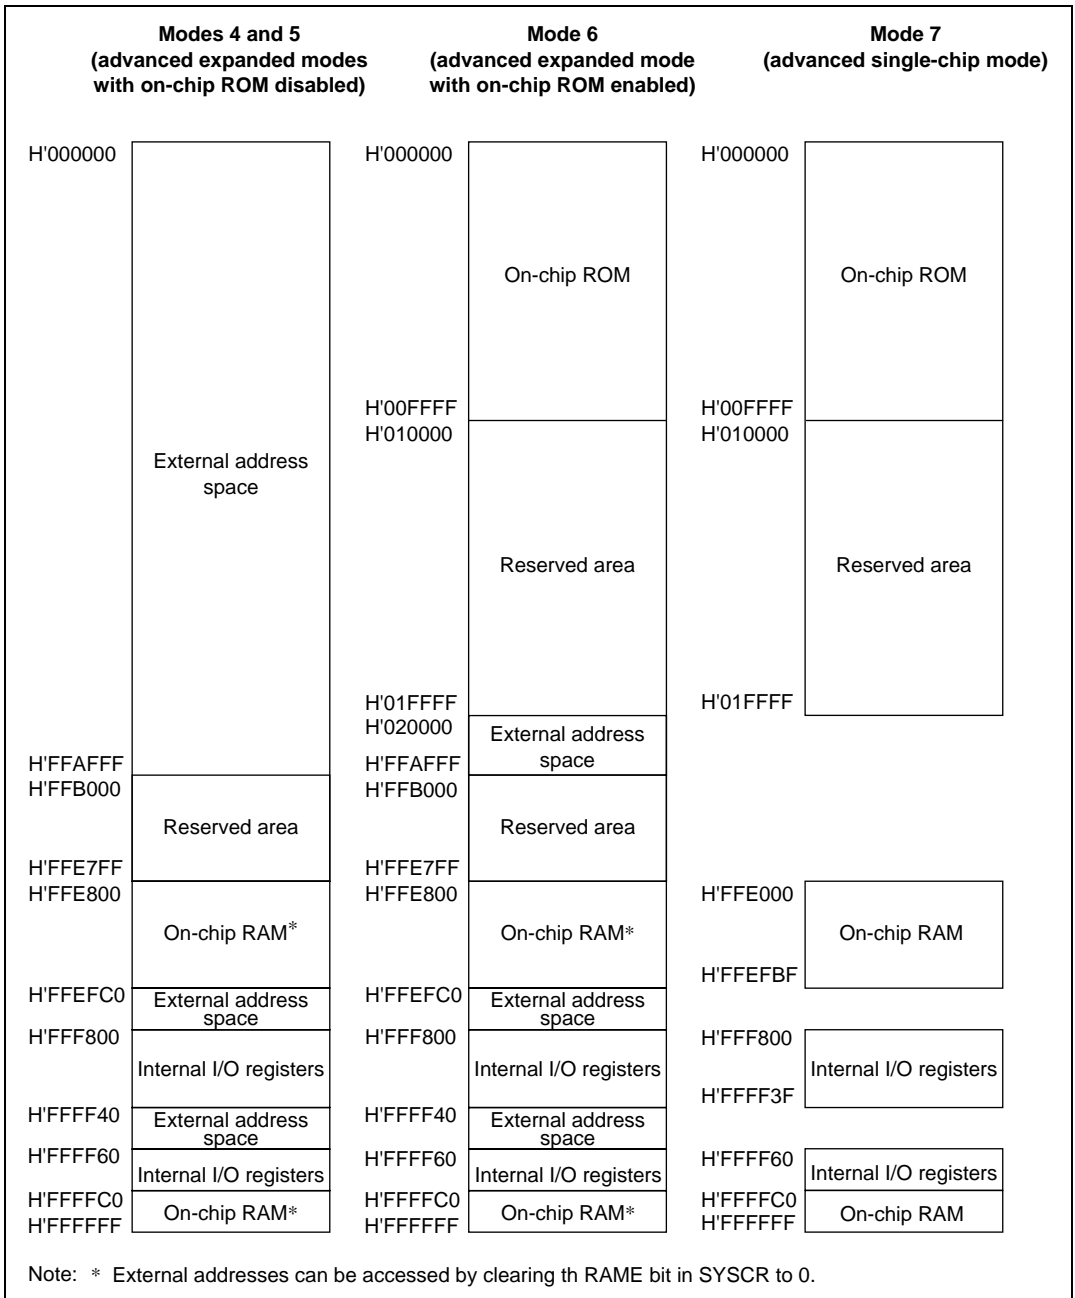 Modes 4 and 5
(advanced expanded modes
with on-chip ROM disabled)
H'000000
External address
space
H'FFAFFF
H'FFB000
Reserved area
H'FFE7FF
H'FFE800
On-chip RAM*
H'FFEFC0
External address
space
H'FFF800
Internal I/O registers
H'FFFF40
External address
space
H'FFFF60
Internal I/O registers
H'FFFFC0
On-chip RAM*
H'FFFFFF
Mode 6
(advanced expanded mode
with on-chip ROM enabled)
H'000000
On-chip ROM
H'00FFFF
H'010000
Reserved area
H'01FFFF
H'020000
External address
space
H'FFAFFF
H'FFB000
Reserved area
H'FFE7FF
H'FFE800
On-chip RAM*
H'FFEFC0
External address
space
H'FFF800
Internal I/O registers
H'FFFF40
External address
space
H'FFFF60
Internal I/O registers
H'FFFFC0
On-chip RAM*
H'FFFFFF
Mode 7
(advanced single-chip mode)
H'000000
On-chip ROM
H'00FFFF
H'010000
Reserved area
H'01FFFF
H'FFE000
On-chip RAM
H'FFEFBF
H'FFF800
Internal I/O registers
H'FFFF3F
H'FFFF60
Internal I/O registers
H'FFFFC0
On-chip RAM
H'FFFFFF
Note: * External addresses can be accessed by clearing th RAME bit in SYSCR to 0.